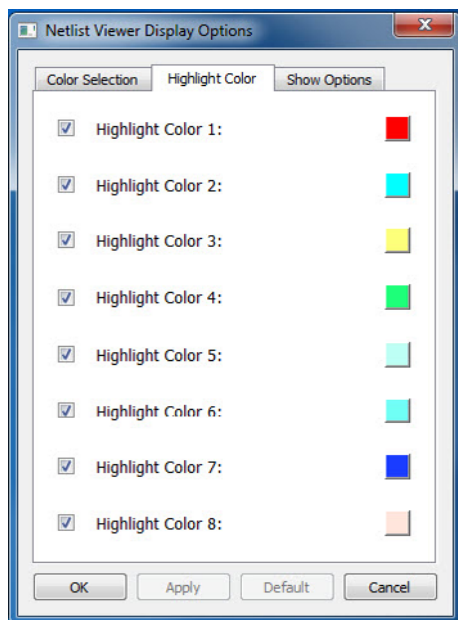 Netlist Viewer Display Options
Color Selection Highlight Color Show Options
Highlight Color 1:
Highlight Color 2:
Highlight Color 3:
Highlight Color 4:
Highlight Color 5:
Highlight Color 6:
Highlight Color 7:
Highlight Color 8:
OK Apply Default Cancel